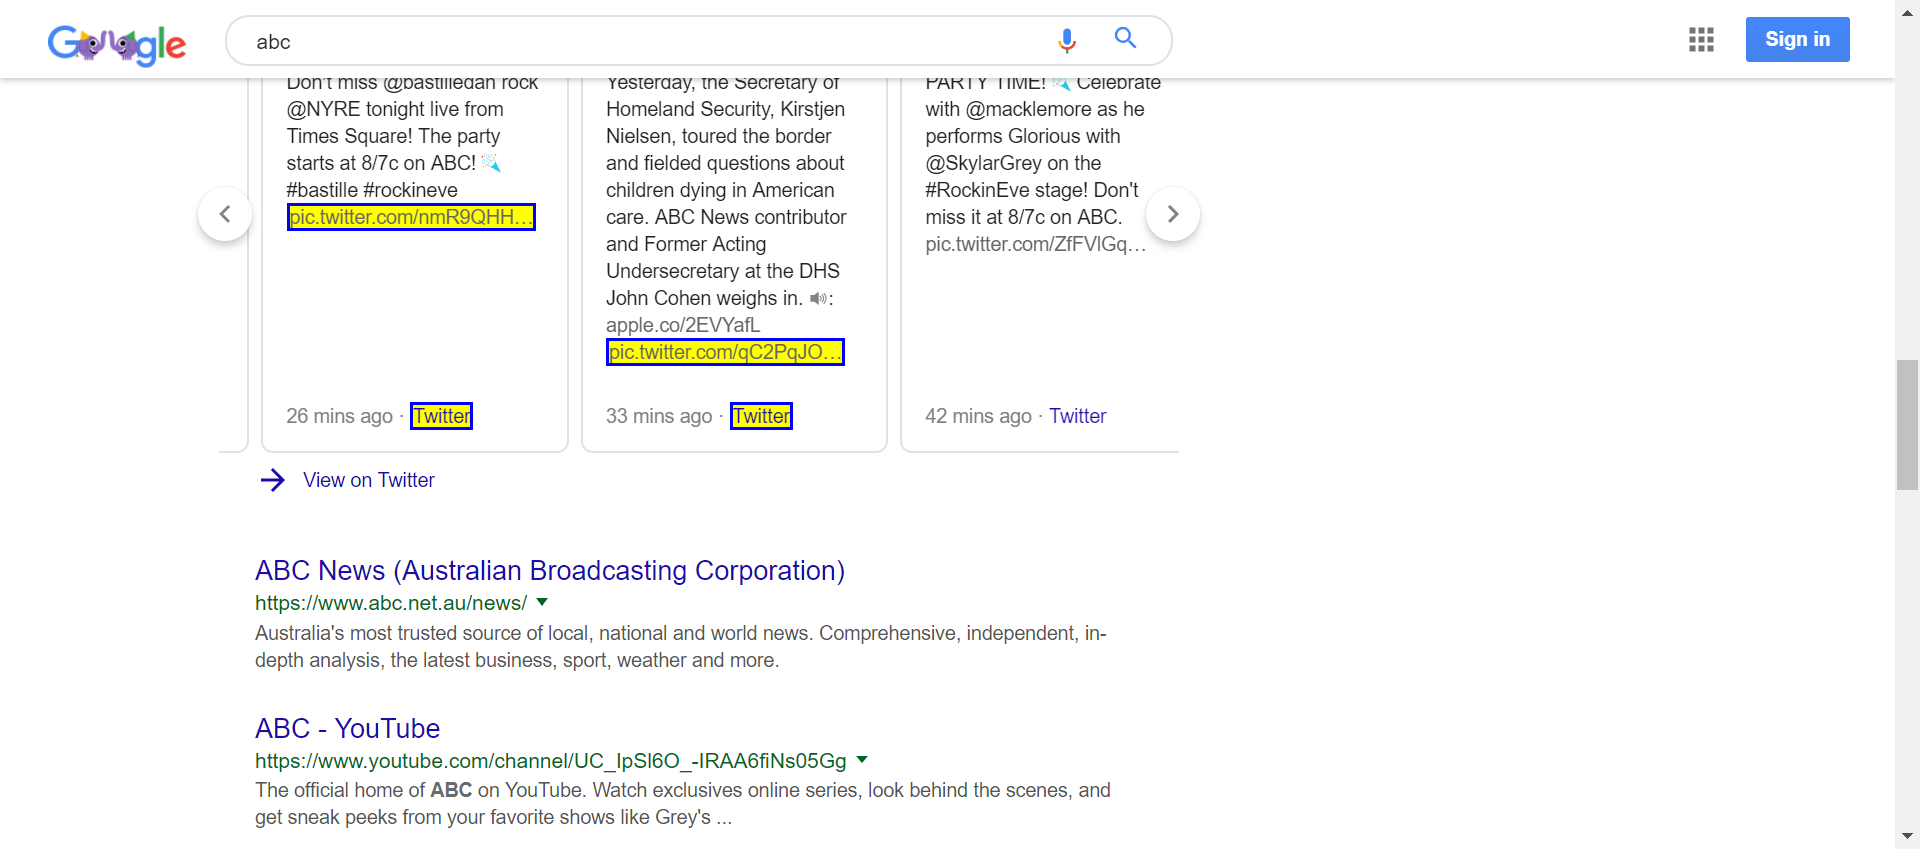 Google
abc
Sign in
Don't miss @bastilledan rock
@NYRE tonight live from
Times Square! The party
starts at 8/7c on ABC!
#bastille #rockineve
pic.twitter.com/nmR9QHH...
26 mins ago · Twitter
Yesterday, the Secretary of
Homeland Security, Kirstjen
Nielsen, toured the border
and fielded questions about
children dying in American
care. ABC News contributor
and Former Acting
Undersecretary at the DHS
John Cohen weighs in. 🔊:
apple.co/2EVYafL
pic.twitter.com/qC2PqJO...
33 mins ago · Twitter
PARTY TIME! Celebrate
with @macklemore as he
performs Glorious with
@SkylarGrey on the
#RockinEve stage! Don't
miss it at 8/7c on ABC.
pic.twitter.com/ZfFVlGq...
42 mins ago · Twitter
View on Twitter
ABC News (Australian Broadcasting Corporation)
https://www.abc.net.au/news/
Australia's most trusted source of local, national and world news. Comprehensive, independent, in-
depth analysis, the latest business, sport, weather and more.
ABC - YouTube
https://www.youtube.com/channel/UC_IpSl6O_-IRAA6fiNs05Gg
The official home of ABC on YouTube. Watch exclusives online series, look behind the scenes, and
get sneak peeks from your favorite shows like Grey's ...